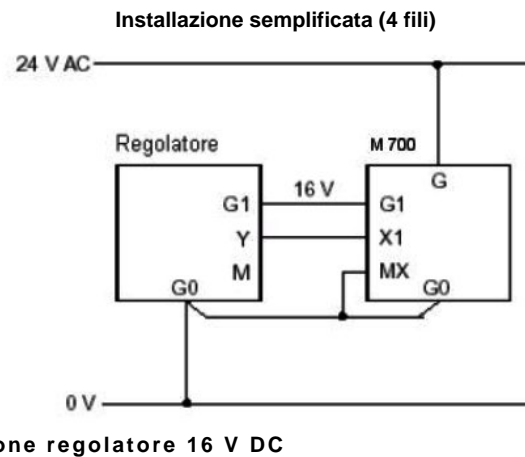 Installazione semplificata (4 fili)
24 V AC
Regolatore
M 700
G
G1
16 V
G1
Y
X1
M
MX
G0
G0
0 V
one regolatore 16 V DC